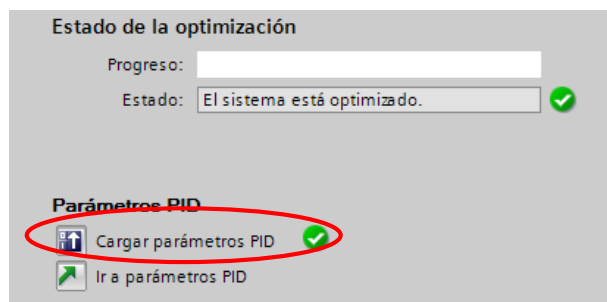 Estado de la optimización
Progreso:
Estado: El sistema está optimizado.
Parámetros PID
Cargar parámetros PID
Ir a parámetros PID